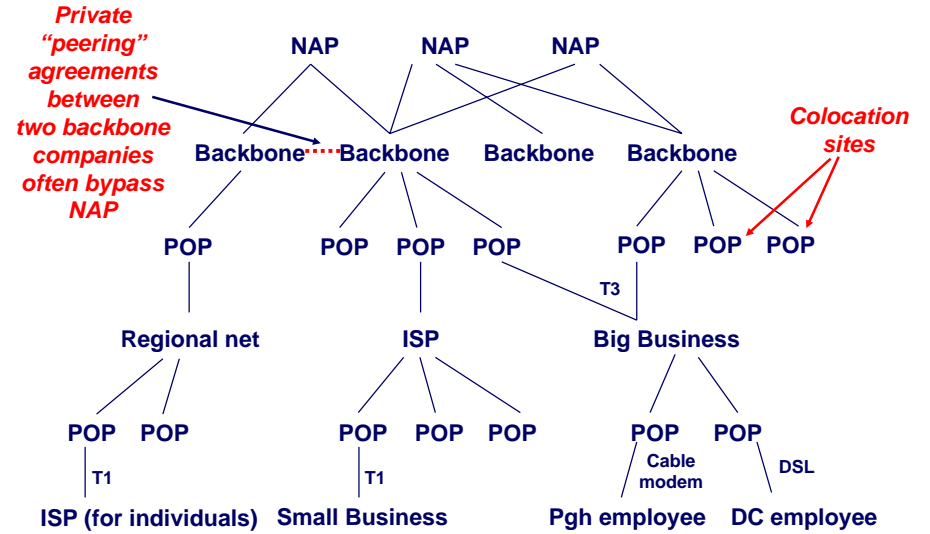 Private
“peering”
agreements
between
two backbone
companies
often bypass
NAP
NAP NAP NAP
Colocation
sites
Backbone Backbone Backbone Backbone
POP POP POP POP POP POP POP
T3
Regional net ISP Big Business
POP POP POP POP POP POP POP
T1 T1 Cable
modem
DSL
ISP (for individuals) Small Business Pgh employee DC employee